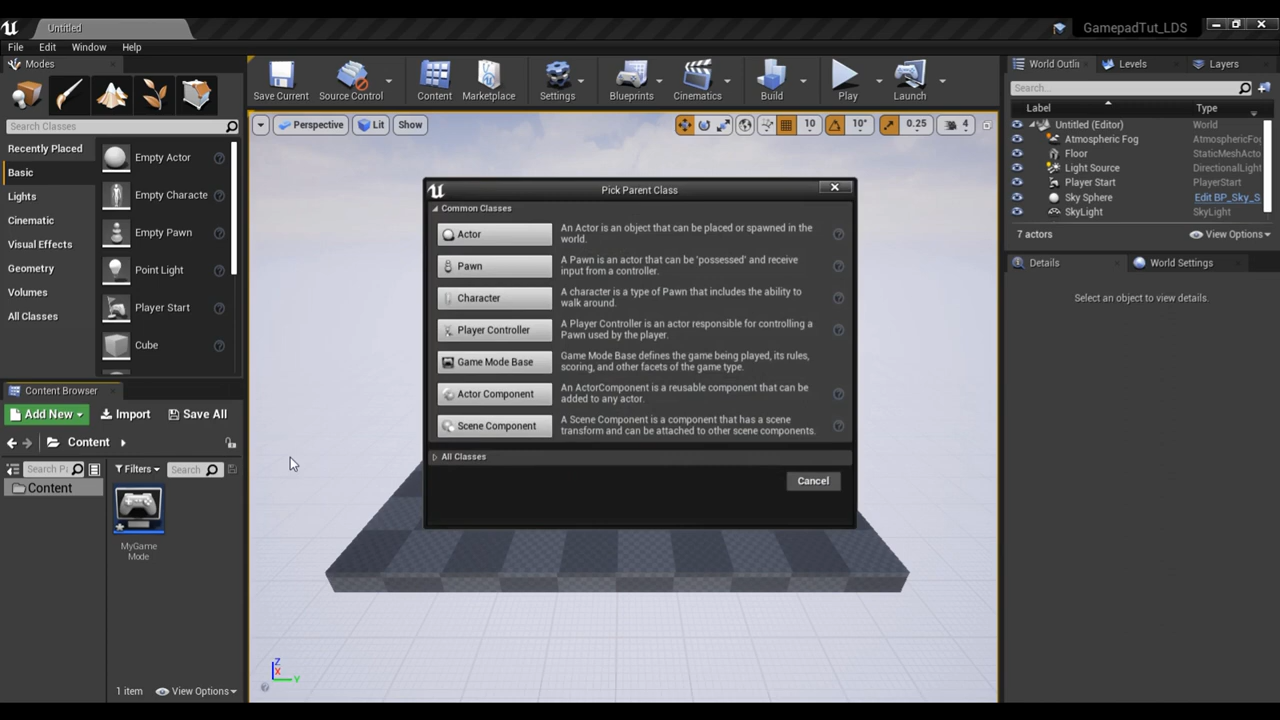 Untitled
GamepadTut_LDS
File Edit Window Help
Modes
Search Classes
Recently Placed
Basic
Lights
Cinematic
Visual Effects
Geometry
Volumes
All Classes
Empty Actor
Empty Characte
Empty Pawn
Point Light
Player Start
Cube
Save Current
Source Control
Content
Marketplace
Settings
Blueprints
Cinematics
Build
Play
Launch
Perspective Lit Show
10 10° 0.25 4
Pick Parent Class
Common Classes
Actor
An Actor is an object that can be placed or spawned in the
world.
Pawn
A Pawn is an actor that can be 'possessed' and receive
input from a controller.
Character
A character is a type of Pawn that includes the ability to
walk around.
Player Controller
A Player Controller is an actor responsible for controlling a
Pawn used by the player.
Game Mode Base
Game Mode Base defines the game being played, its rules,
scoring, and other facets of the game type.
Actor Component
An ActorComponent is a reusable component that can be
added to any actor.
Scene Component
A Scene Component is a component that has a scene
transform and can be attached to other scene components.
All Classes
Cancel
Z
X
Y
Content Browser
Add New Import Save All
Content
Search Pa
Filters Search
Content
MyGame
Mode
1 item View Options
World Outli Levels Layers
Search...
Label Type
Untitled (Editor) World
Atmospheric Fog AtmosphericFog
Floor StaticMeshActo
Light Source DirectionalLight
Player Start PlayerStart
Sky Sphere Edit BP_Sky_S
SkyLight SkyLight
7 actors View Options
Details World Settings
Select an object to view details.